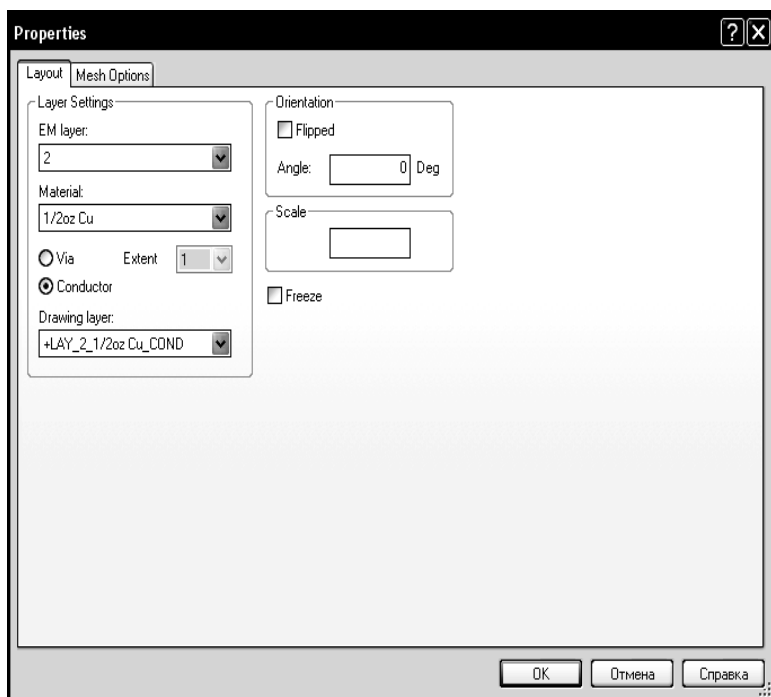 Properties
Layout Mesh Options
Layer Settings
EM layer:
2
Material:
1/2oz Cu
Via Extent 1
Conductor
Drawing layer:
+LAY_2_1/2oz Cu_COND
Orientation
Flipped
Angle: 0 Deg
Scale
Freeze
OK Отмена Справка